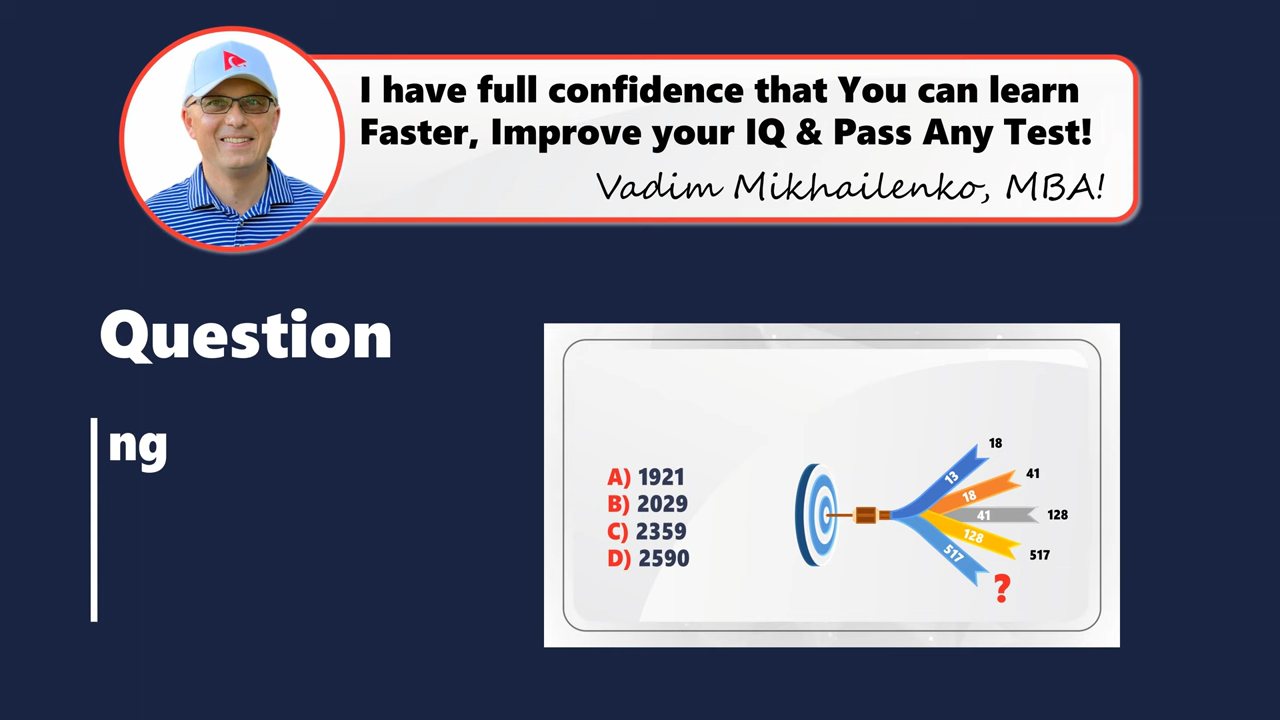 I have full confidence that You can learn
Faster, Improve your IQ & Pass Any Test!
Vadim Mikhailenko, MBA!
Question
ng
A) 1921
B) 2029
C) 2359
D) 2590
13
18
18
41
41
128
128
517
517
?